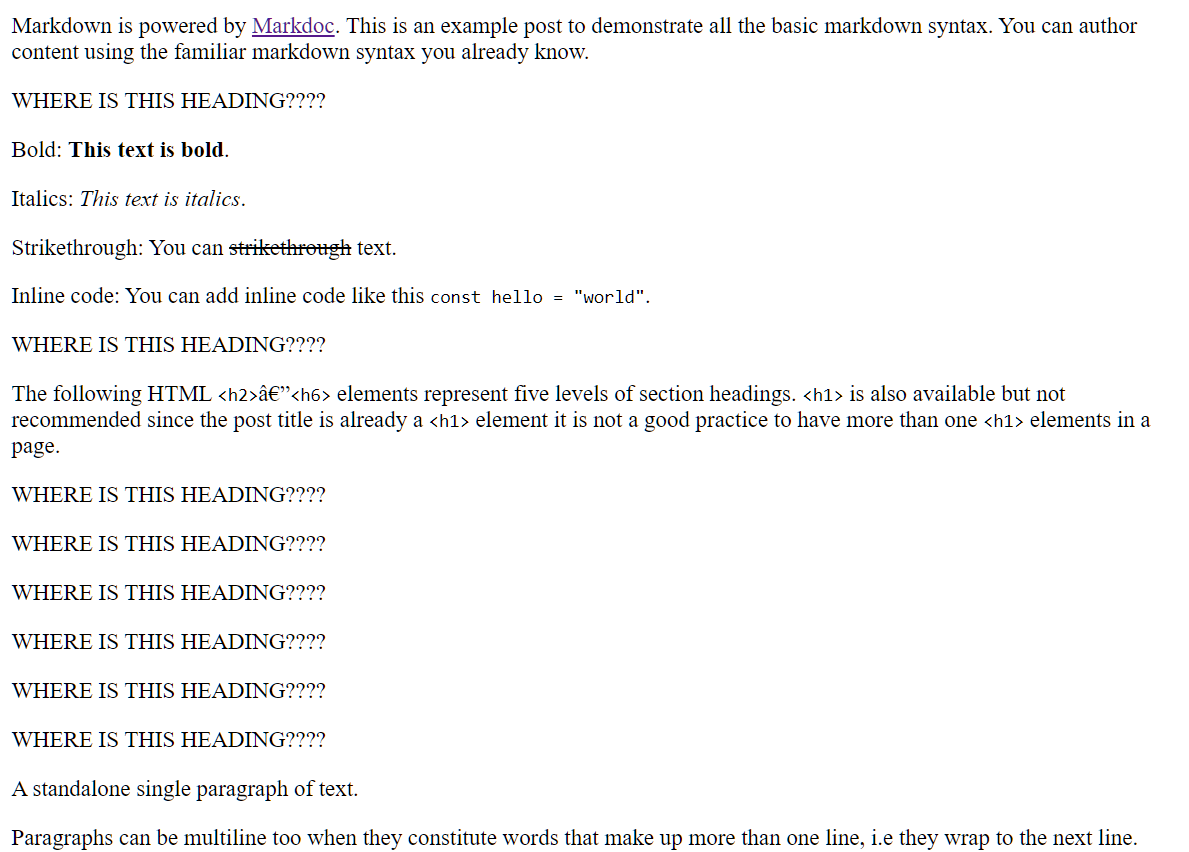 Markdown is powered by Markdoc. This is an example post to demonstrate all the basic markdown syntax. You can author
content using the familiar markdown syntax you already know.
WHERE IS THIS HEADING????
Bold: This text is bold.
Italics: This text is italics.
Strikethrough: You can strikethrough text.
Inline code: You can add inline code like this const hello = "world".
WHERE IS THIS HEADING????
The following HTML <h2>â€”<h6> elements represent five levels of section headings. <h1> is also available but not
recommended since the post title is already a <h1> element it is not a good practice to have more than one <h1> elements in a
page.
WHERE IS THIS HEADING????
WHERE IS THIS HEADING????
WHERE IS THIS HEADING????
WHERE IS THIS HEADING????
WHERE IS THIS HEADING????
WHERE IS THIS HEADING????
A standalone single paragraph of text.
Paragraphs can be multiline too when they constitute words that make up more than one line, i.e they wrap to the next line.